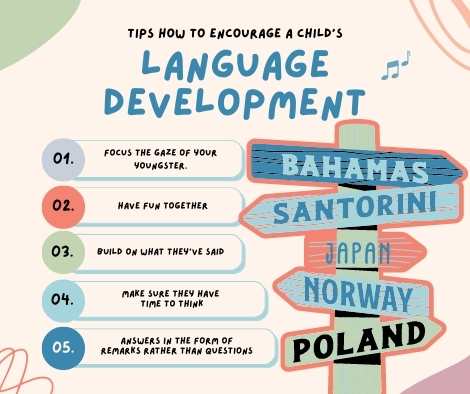 TIPS HOW TO ENCOURAGE A CHILD'S
LANGUAGE
DEVELOPMENT
01.
FOCUS THE GAZE OF YOUR
YOUNGSTER.
02.
HAVE FUN TOGETHER
03.
BUILD ON WHAT THEY'VE SAID
04.
MAKE SURE THEY HAVE
TIME TO THINK
05.
ANSWERS IN THE FORM OF
REMARKS RATHER THAN QUESTIONS
BAHAMAS
SANTORINI
JAPAN
NORWAY
POLAND